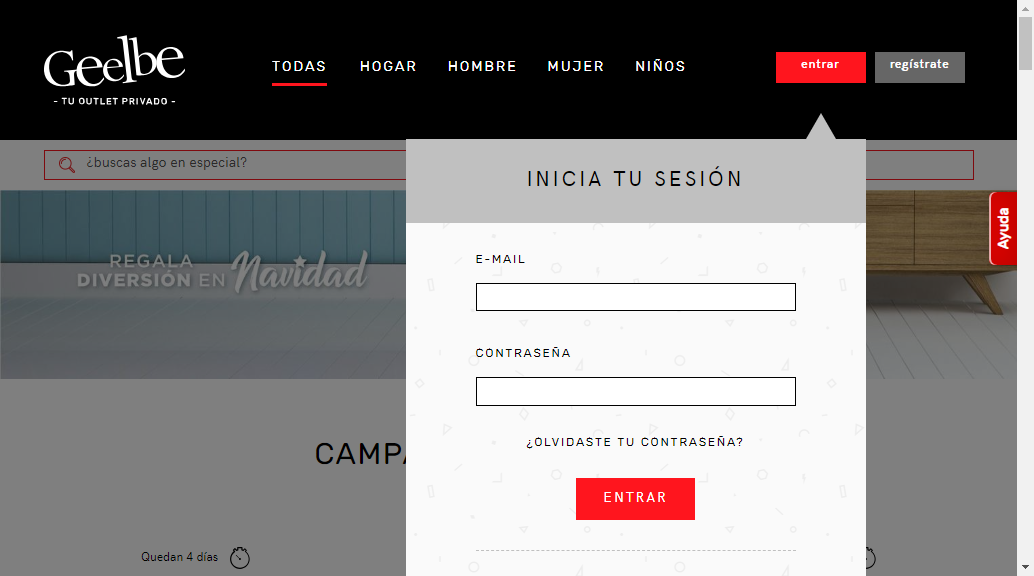 Geelbe
- TU OUTLET PRIVADO -
TODAS HOGAR HOMBRE MUJER NIÑOS
entrar regístrate
¿buscas algo en especial?
INICIA TU SESIÓN
Ayuda
REGALA
DIVERSIÓN EN Navidad
E-MAIL
CONTRASEÑA
¿OLVIDASTE TU CONTRASEÑA?
CAMPA
ENTRAR
Quedan 4 días